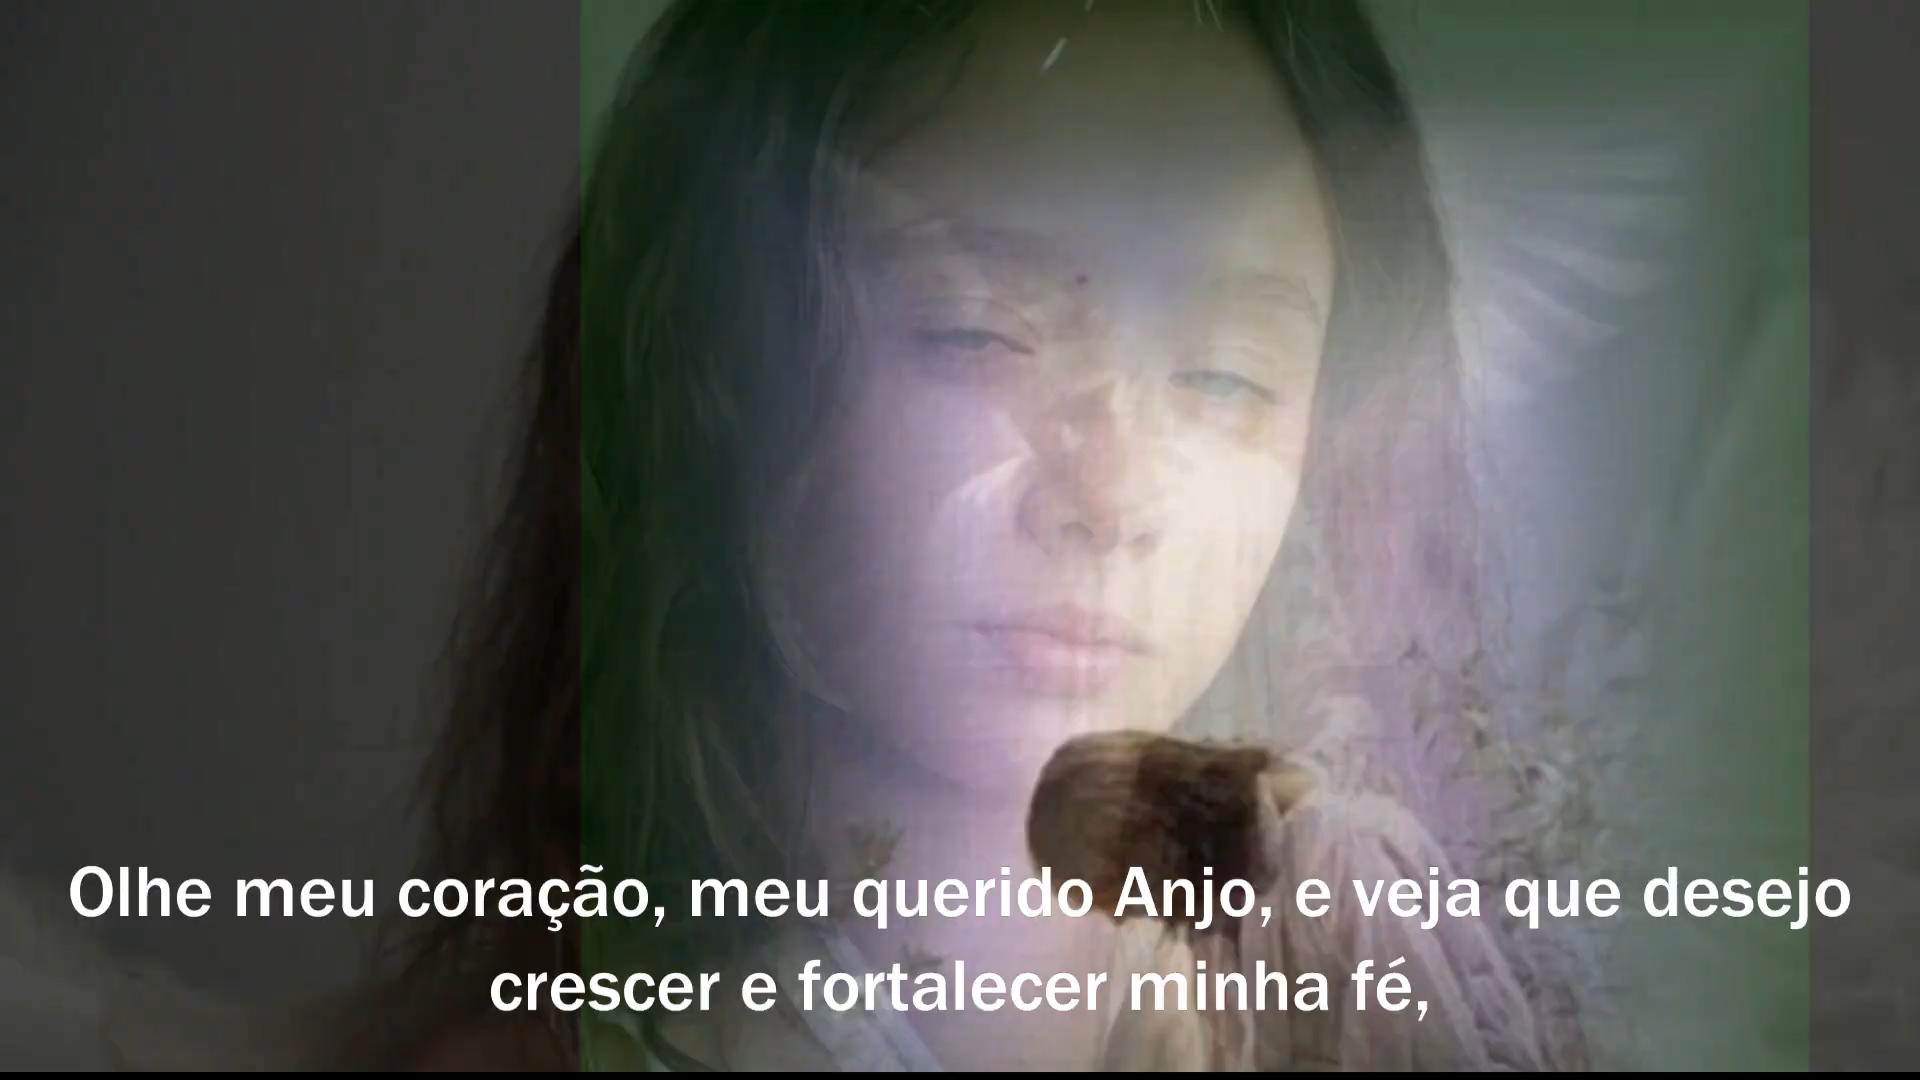 Olhe meu coração, meu querido Anjo, e veja que desejo
crescer e fortalecer minha fé,